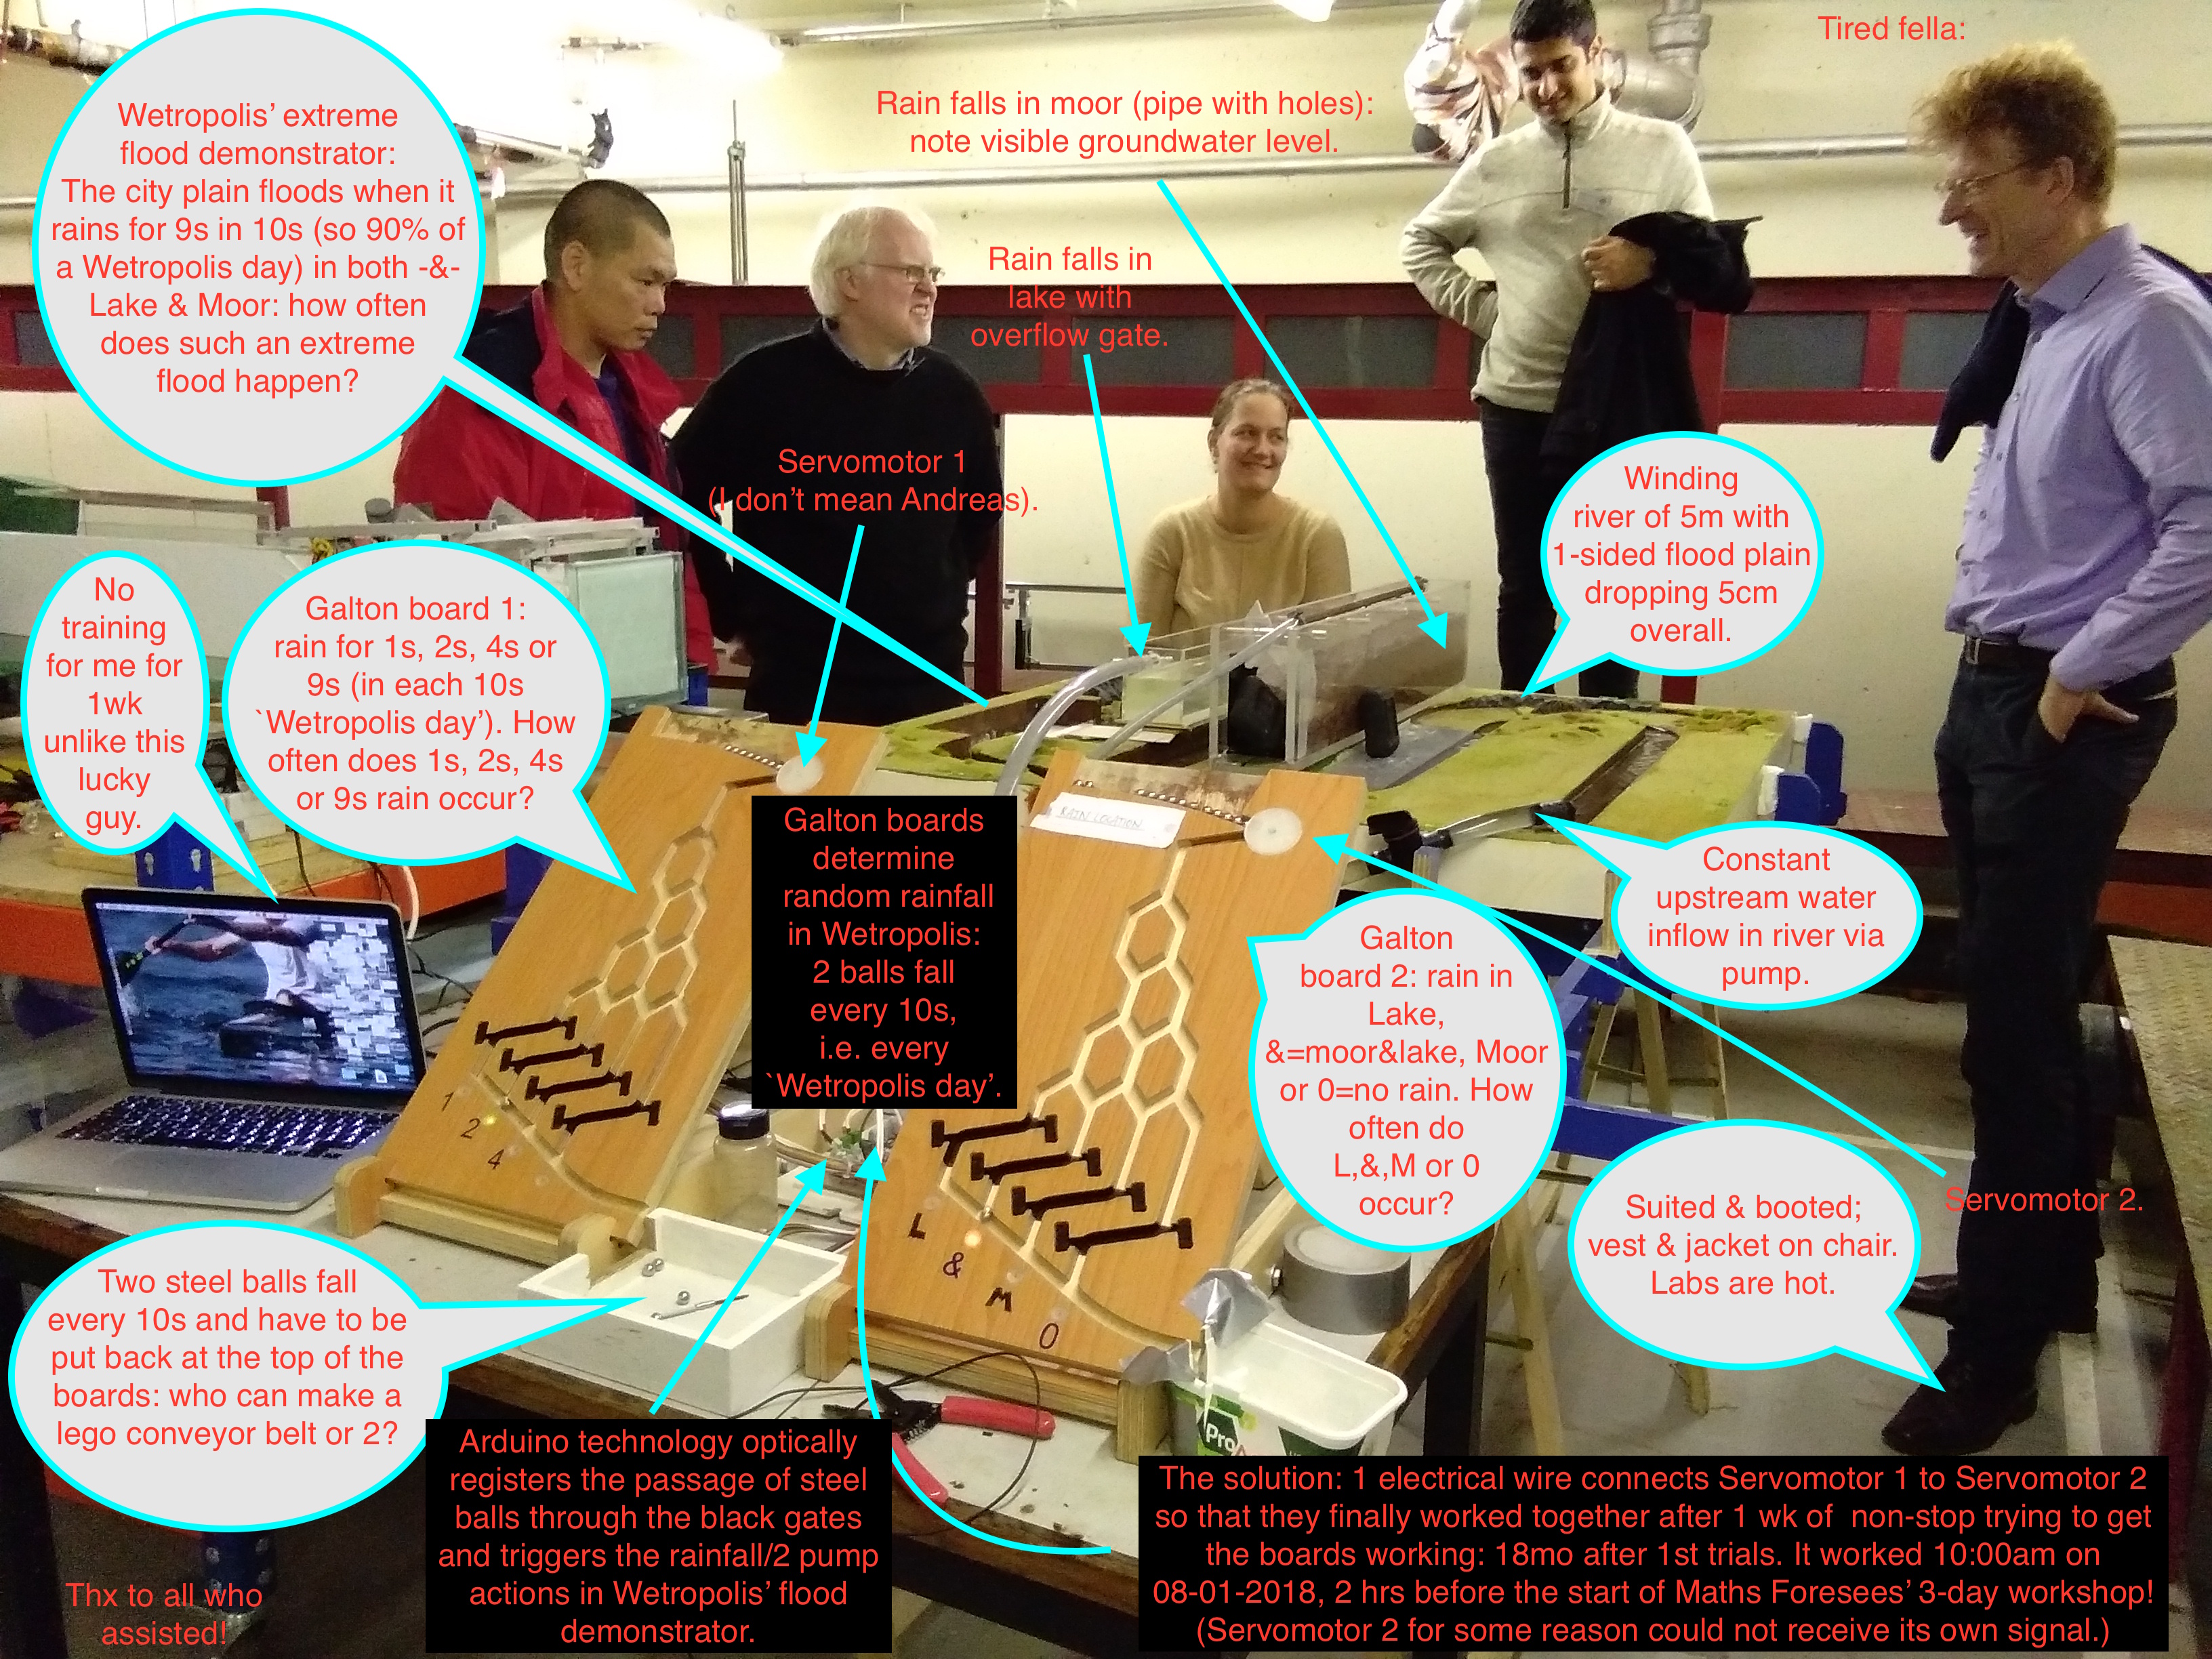 Tired fella:
Wetropolis’ extreme
flood demonstrator:
The city plain floods when it
rains for 9s in 10s (so 90% of
a Wetropolis day) in both -&-
Lake & Moor: how often
does such an extreme
flood happen?
Rain falls in moor (pipe with holes):
note visible groundwater level.
Rain falls in
lake with
overflow gate.
Servomotor 1
(I don’t mean Andreas).
Winding
river of 5m with
1-sided flood plain
dropping 5cm
overall.
No
training
for me for
1wk
unlike this
lucky
guy.
Galton board 1:
rain for 1s, 2s, 4s or
9s (in each 10s
`Wetropolis day’). How
often does 1s, 2s, 4s
or 9s rain occur?
Galton boards
determine
random rainfall
in Wetropolis:
2 balls fall
every 10s,
i.e. every
`Wetropolis day’.
RAIN LOCATION
Constant
upstream water
inflow in river via
pump.
Galton
board 2: rain in
Lake,
&=moor&lake, Moor
or 0=no rain. How
often do
L,&,M or 0
occur?
1
2
4
L
&
M
0
Servomotor 2.
Suited & booted;
vest & jacket on chair.
Labs are hot.
Two steel balls fall
every 10s and have to be
put back at the top of the
boards: who can make a
lego conveyor belt or 2?
Pro
Arduino technology optically
registers the passage of steel
balls through the black gates
and triggers the rainfall/2 pump
actions in Wetropolis’ flood
demonstrator.
The solution: 1 electrical wire connects Servomotor 1 to Servomotor 2
so that they finally worked together after 1 wk of  non-stop trying to get
the boards working: 18mo after 1st trials. It worked 10:00am on
08-01-2018, 2 hrs before the start of Maths Foresees’ 3-day workshop!
(Servomotor 2 for some reason could not receive its own signal.)
Thx to all who
assisted!